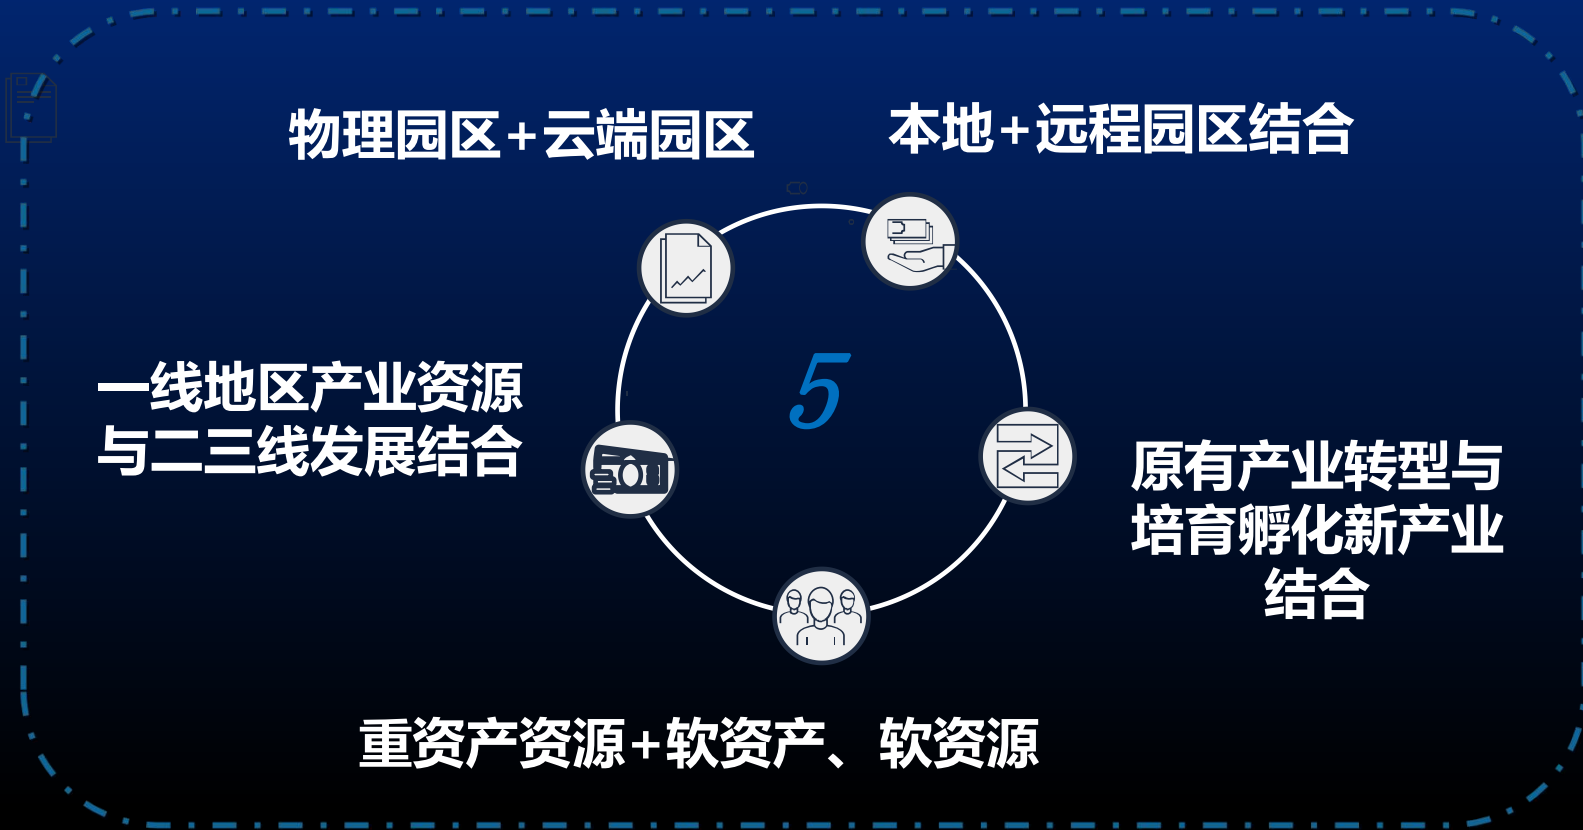 物理园区+云端园区
本地+远程园区结合
5
一线地区产业资源
与二三线发展结合
原有产业转型与
培育孵化新产业
结合
重资产资源+软资产、软资源